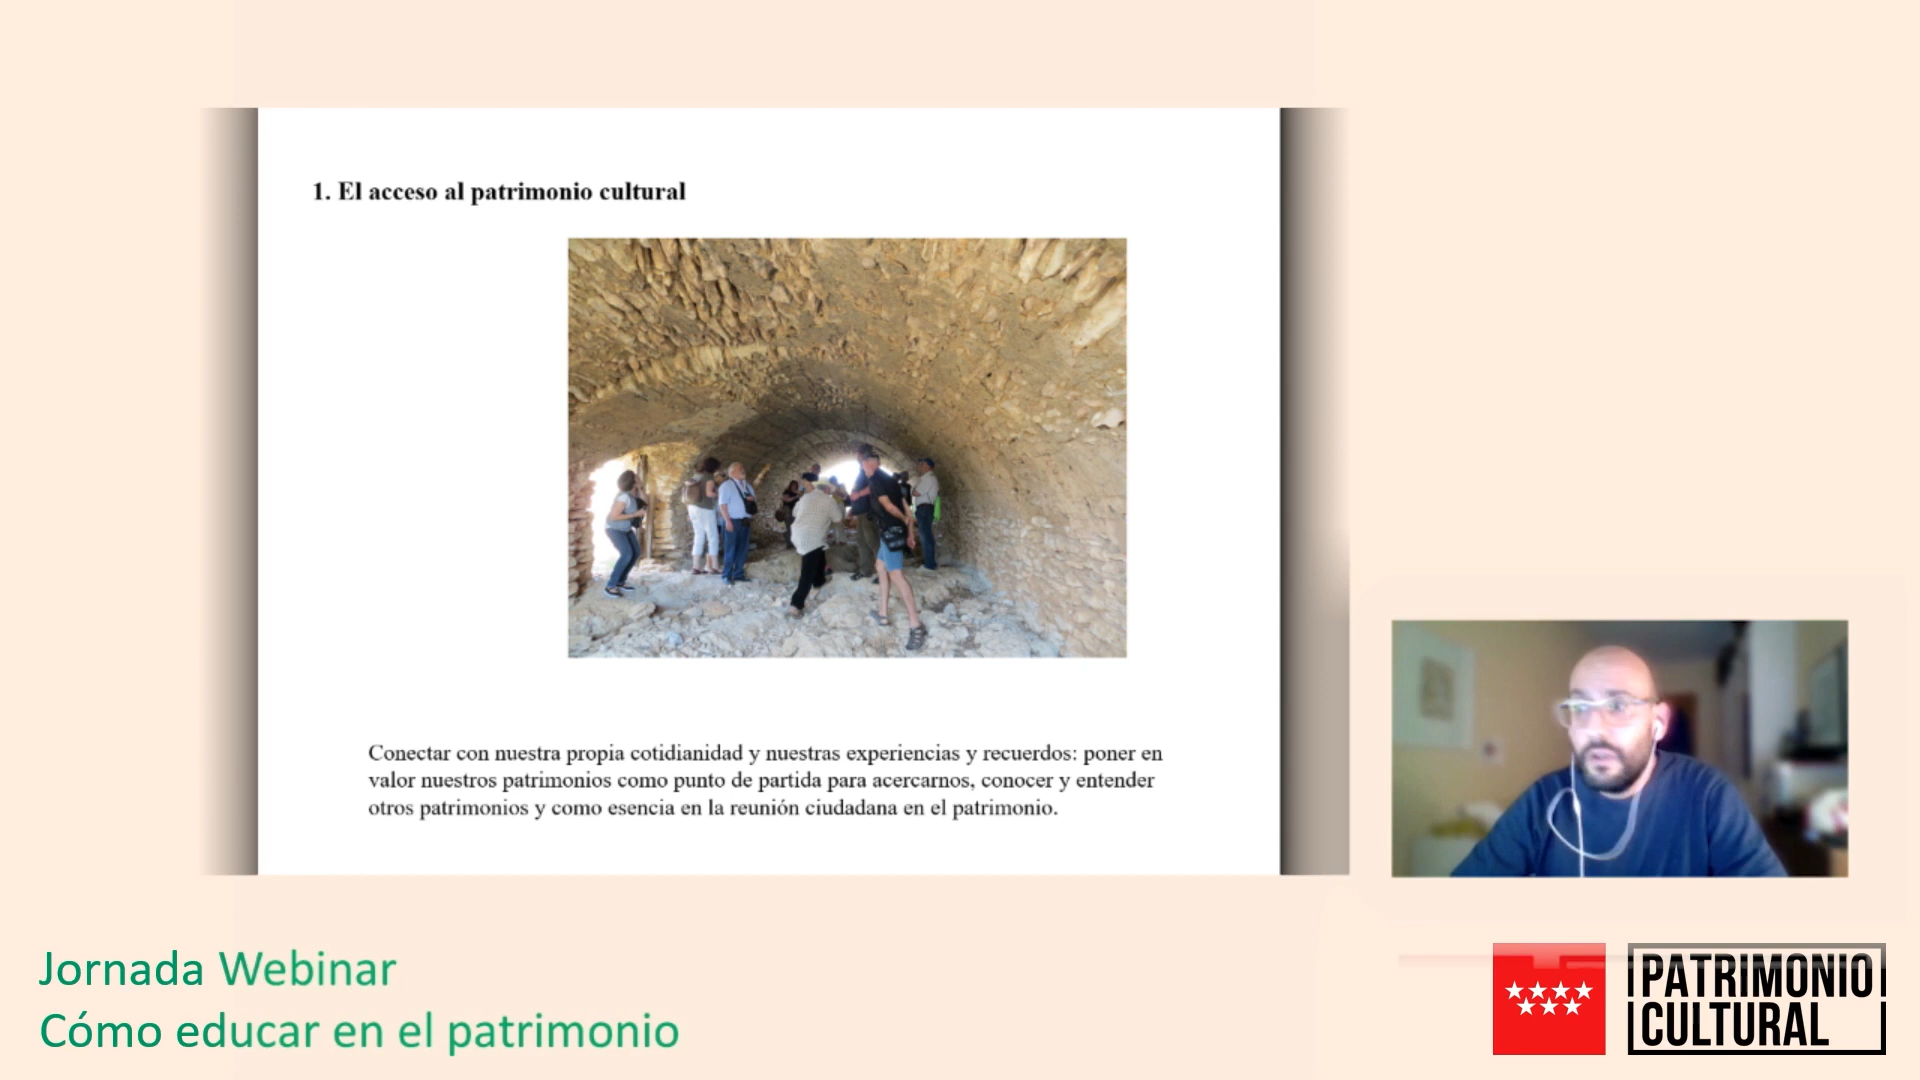 1. El acceso al patrimonio cultural
Conectar con nuestra propia cotidianidad y nuestras experiencias y recuerdos: poner en
valor nuestros patrimonios como punto de partida para acercarnos, conocer y entender
otros patrimonios y como esencia en la reunión ciudadana en el patrimonio.
Jornada Webinar
Cómo educar en el patrimonio
PATRIMONIO
CULTURAL